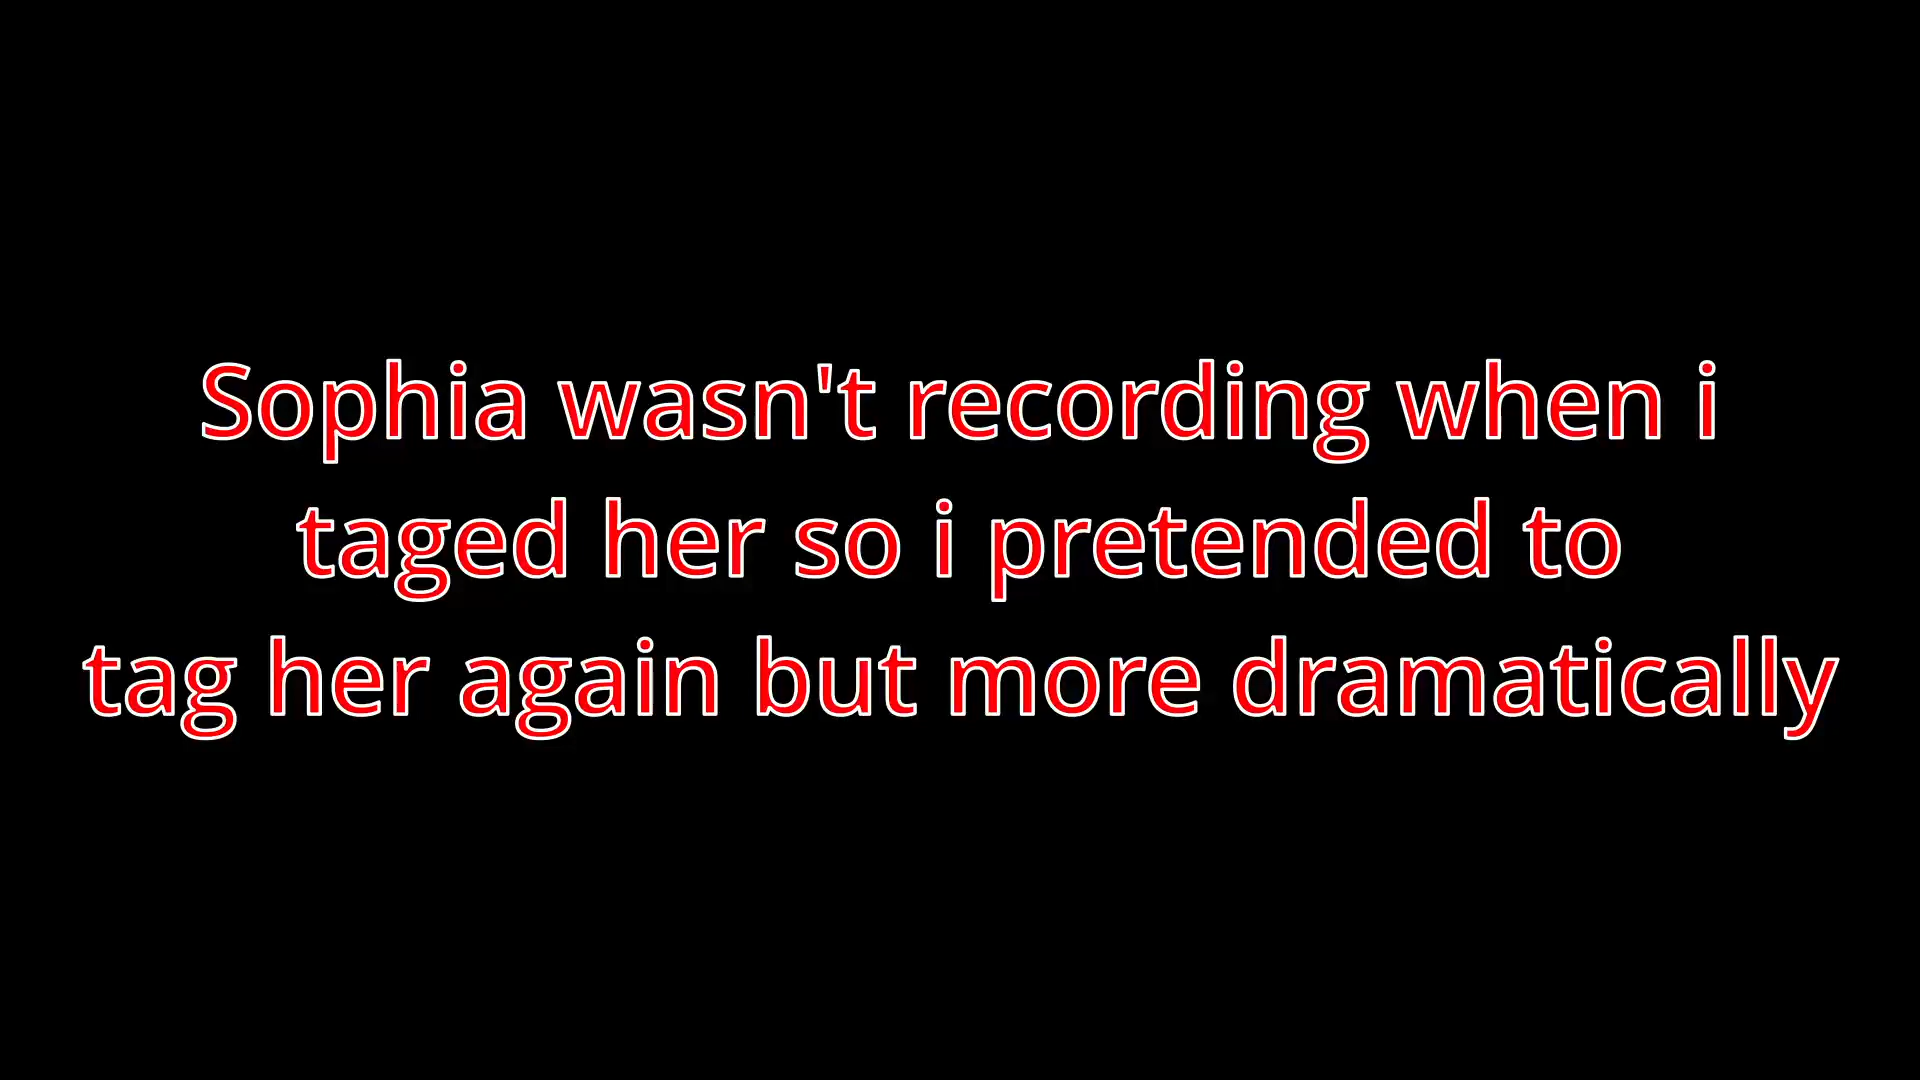 Sophia wasn't recording when i
taged her so i pretended to
tag her again but more dramatically